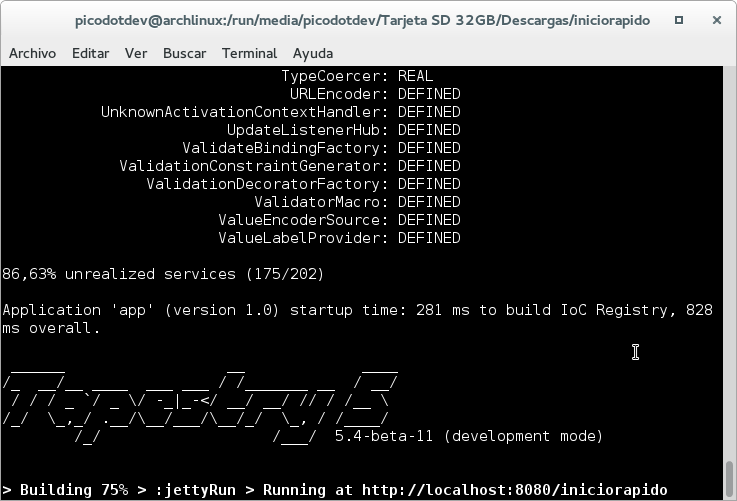 picodotdev@archlinux:/run/media/picodotdev/Tarjeta SD 32GB/Descargas/iniciorapido
Archivo Editar Ver Buscar Terminal Ayuda
TypeCoercer: REAL
URLEncoder: DEFINED
UnknownActivationContextHandler: DEFINED
UpdateListenerHub: DEFINED
ValidateBindingFactory: DEFINED
ValidationConstraintGenerator: DEFINED
ValidationDecoratorFactory: DEFINED
ValidatorMacro: DEFINED
ValueEncoderSource: DEFINED
ValueLabelProvider: DEFINED
86,63% unrealized services (175/202)
Application 'app' (version 1.0) startup time: 281 ms to build IoC Registry, 828
ms overall.
Tapestry 5
5.4-beta-11 (development mode)
> Building 75% > :jettyRun > Running at http://localhost:8080/iniciorapido